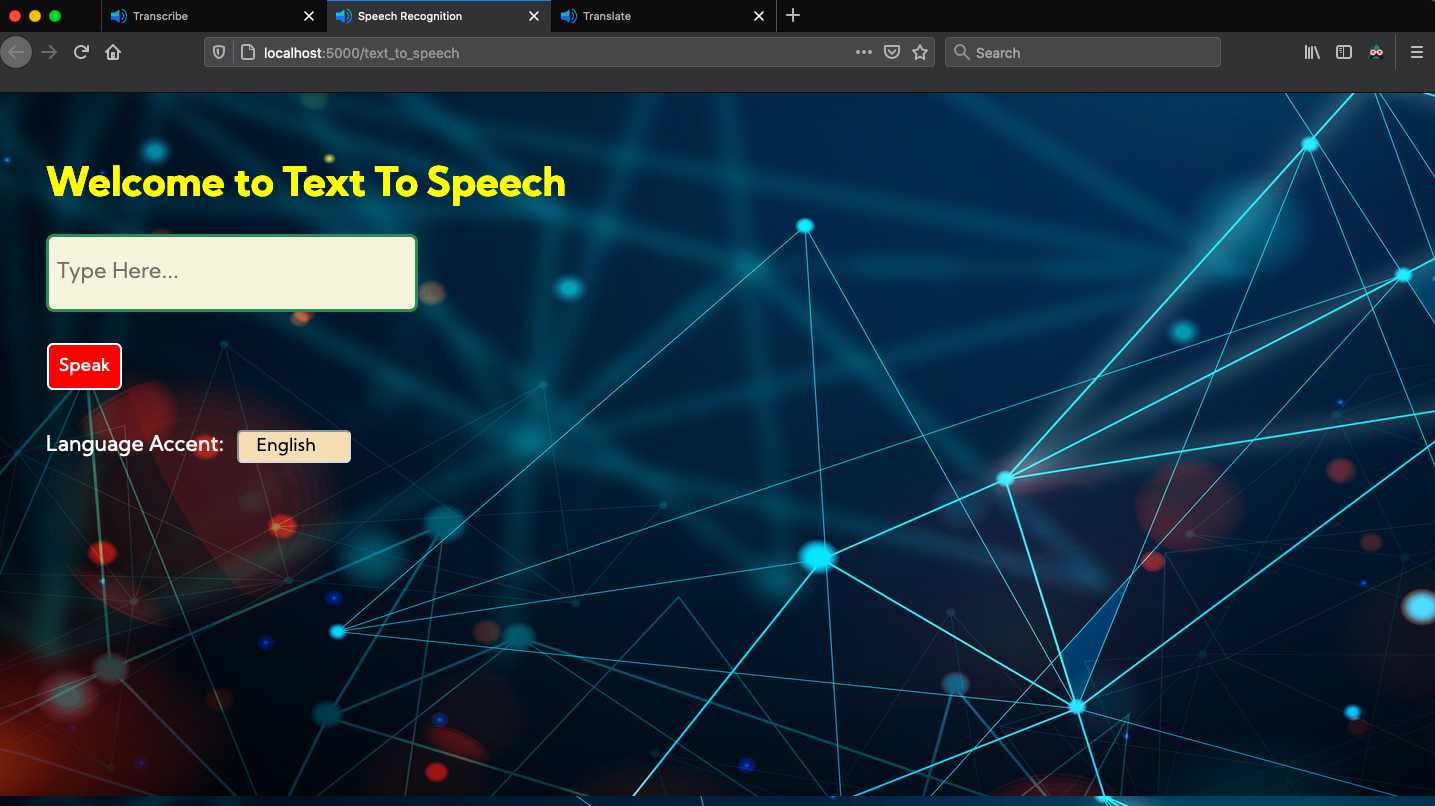 Transcribe
Speech Recognition
Translate
localhost:5000/text_to_speech
Search
Welcome to Text To Speech
Type Here...
Speak
Language Accent: English